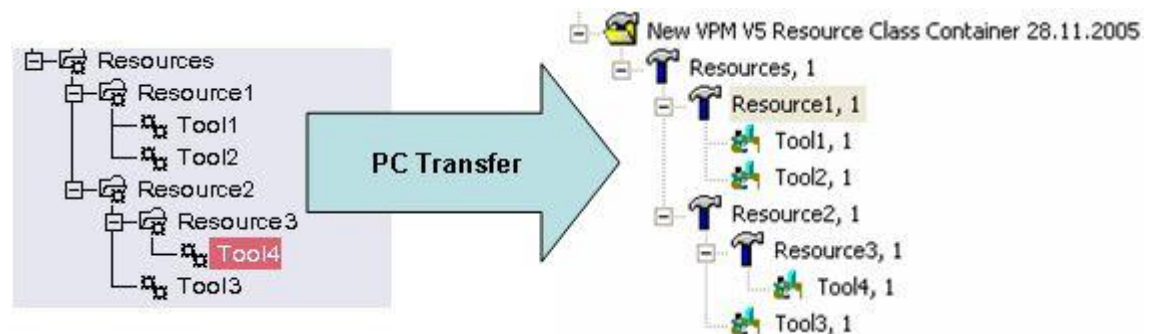 Resources
Resource1
Tool1
Tool2
Resource2
Resource3
Tool4
Tool3
PC Transfer
New VPM V5 Resource Class Container 28.11.2005
Resources, 1
Resource1, 1
Tool1, 1
Tool2, 1
Resource2, 1
Resource3, 1
Tool4, 1
Tool3, 1